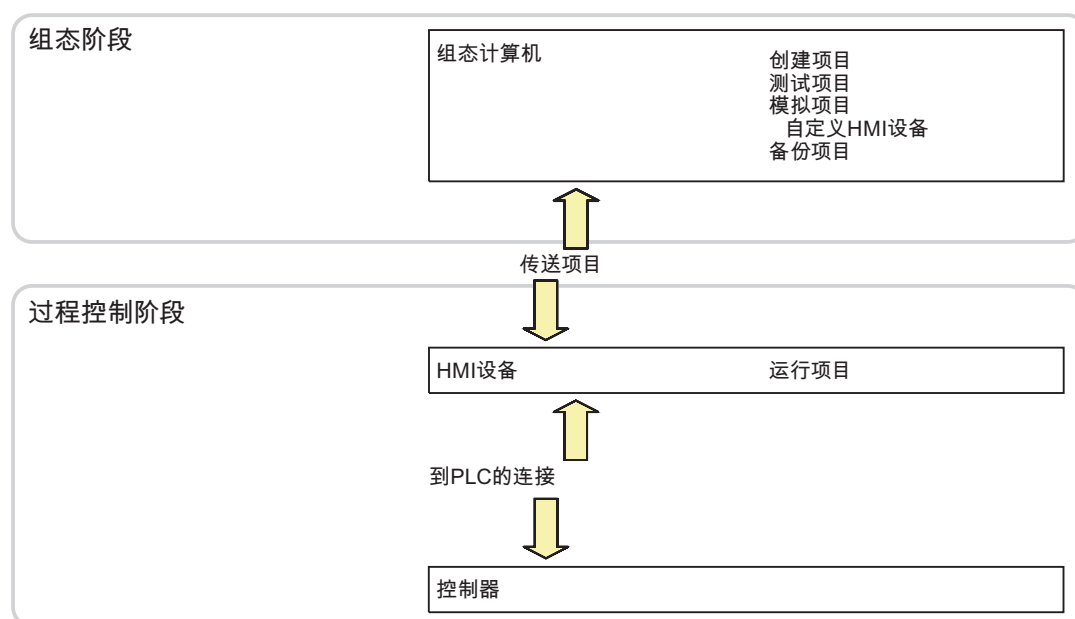 组态阶段
组态计算机
创建项目
测试项目
模拟项目
自定义HMI设备
备份项目
传送项目
过程控制阶段
HMI设备
运行项目
到PLC的连接
控制器